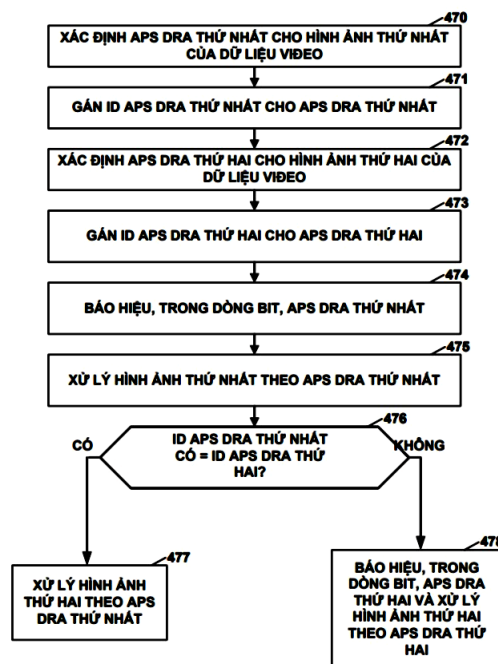 470
XÁC ĐỊNH APS DRA THỨ NHẤT CHO HÌNH ẢNH THỨ NHẤT
CỦA DỮ LIỆU VIĐEO
471
GÁN ID APS DRA THỨ NHẤT CHO APS DRA THỨ NHẤT
472
XÁC ĐỊNH APS DRA THỨ HAI CHO HÌNH ẢNH THỨ HAI CỦA
DỮ LIỆU VIĐEO
473
GÁN ID APS DRA THỨ HAI CHO APS DRA THỨ HAI
474
BÁO HIỆU, TRONG DÒNG BIT, APS DRA THỨ NHẤT
475
XỬ LÝ HÌNH ẢNH THỨ NHẤT THEO APS DRA THỨ NHẤT
476
ID APS DRA THỨ NHẤT
CÓ = ID APS DRA THỨ
HAI?
CÓ
KHÔNG
477
XỬ LÝ HÌNH ẢNH
THỨ HAI THEO APS
DRA THỨ NHẤT
478
BÁO HIỆU, TRONG
DÒNG BIT, APS DRA
THỨ HAI VÀ XỬ LÝ
HÌNH ẢNH THỨ HAI
THEO APS DRA THỨ
HAI